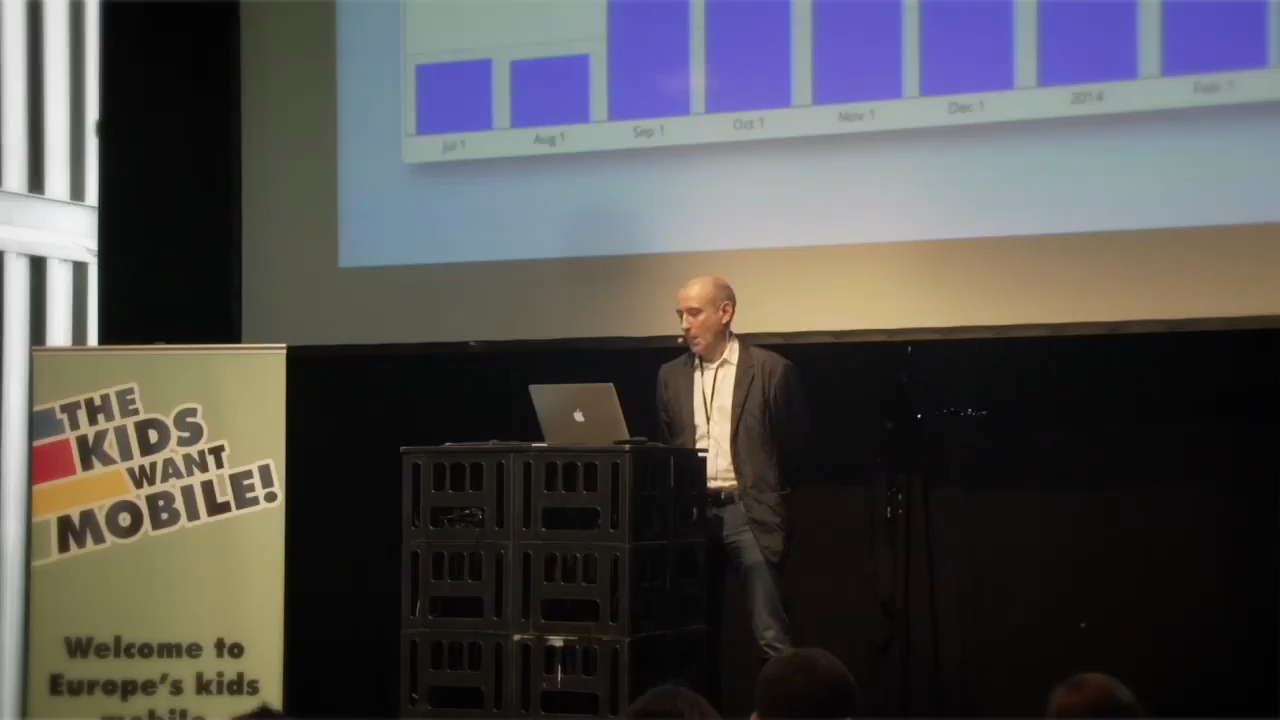 Jul 1
Aug 1
Sep 1
Oct 1
Nov 1
Dec 1
2014
Feb 1
THE
KIDS
WANT
MOBILE!
Welcome to
Europe's kids
mobile